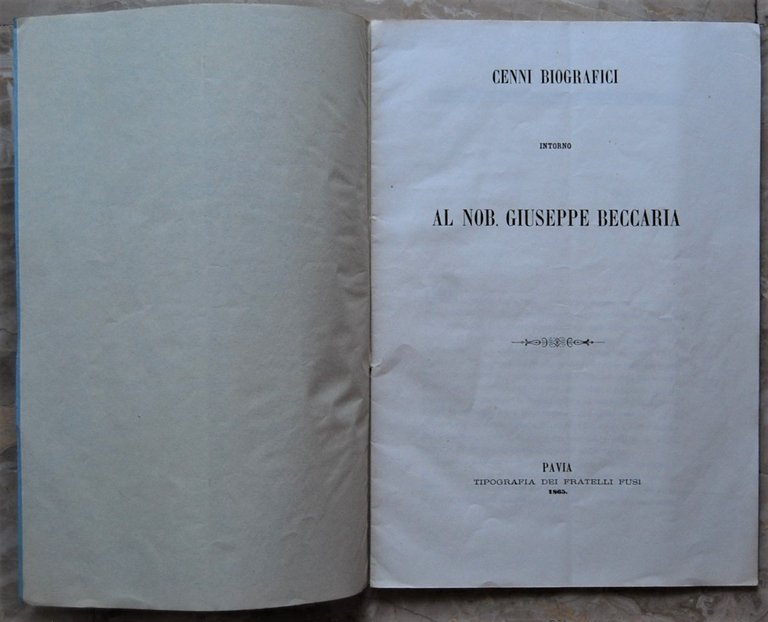 CENNI BIOGRAFICI
INTORNO
AL NOB. GIUSEPPE BECCARIA
PAVIA
TIPOGRAFIA DEI FRATELLI FUSI
1865.